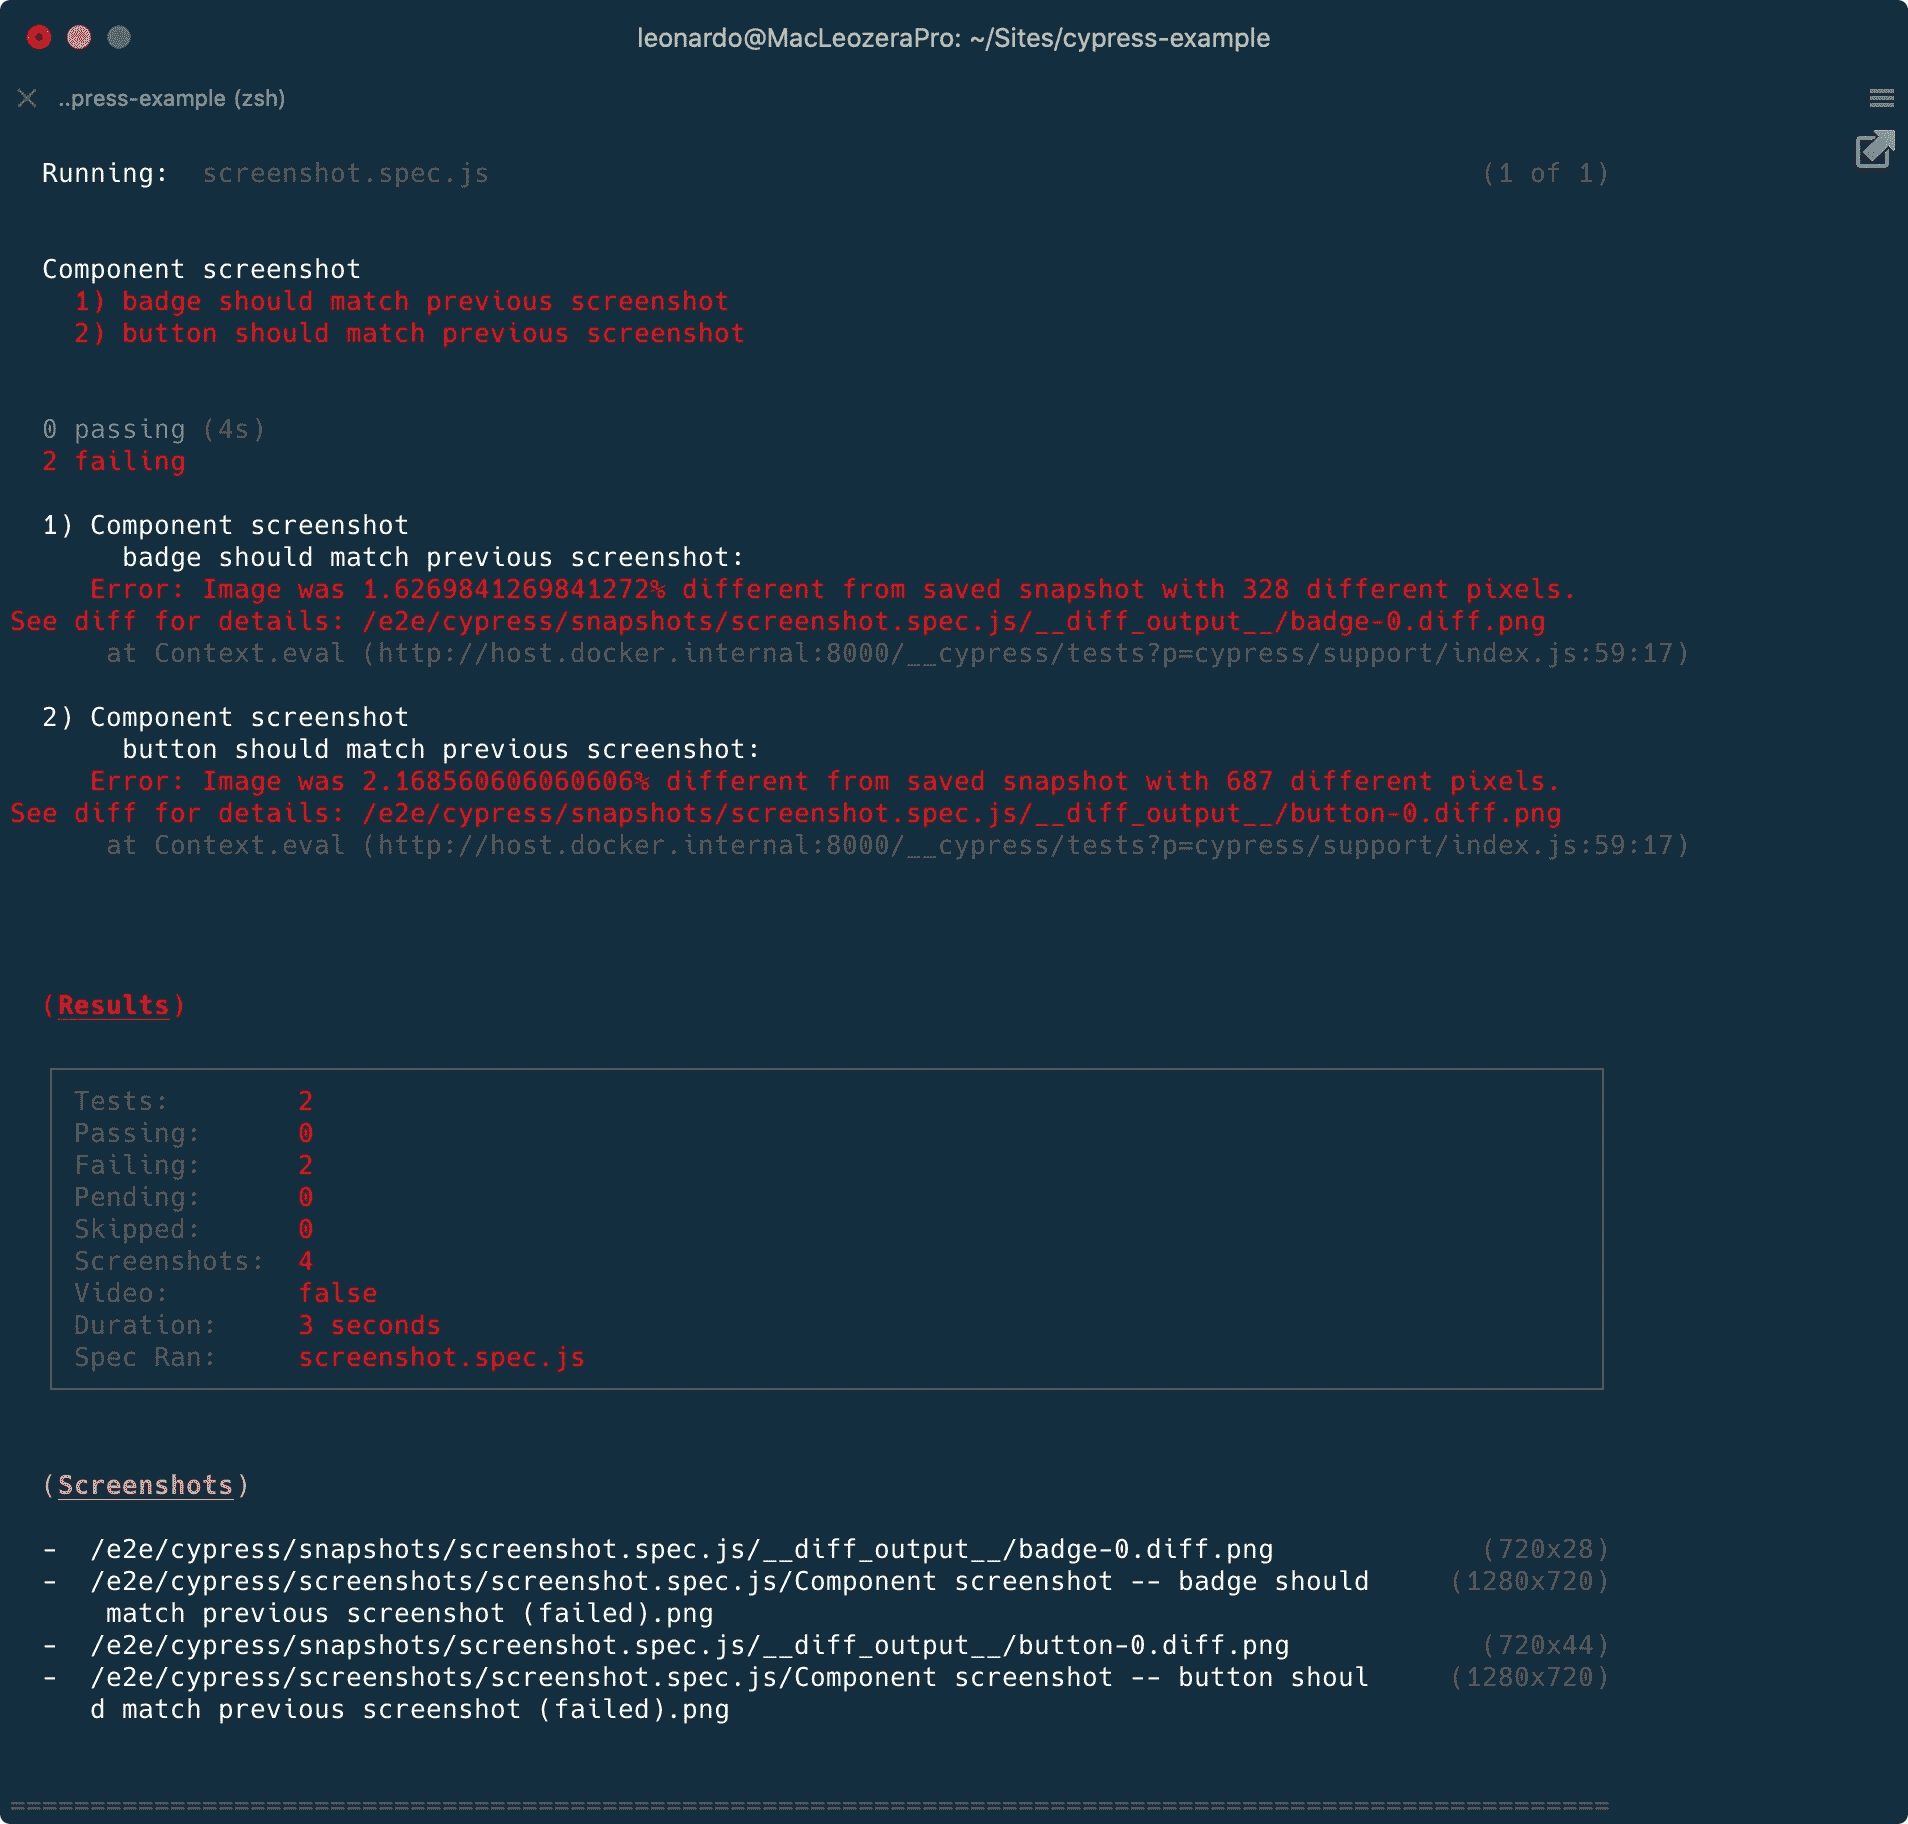 leonardo@MacLeozeraPro: ~/Sites/cypress-example
..press-example (zsh)
Running:  screenshot.spec.js (1 of 1)
Component screenshot
1) badge should match previous screenshot
2) button should match previous screenshot
0 passing (4s)
2 failing
1) Component screenshot
badge should match previous screenshot:
Error: Image was 1.6269841269841272% different from saved snapshot with 328 different pixels.
See diff for details: /e2e/cypress/snapshots/screenshot.spec.js/__diff_output__/badge-0.diff.png
at Context.eval (http://host.docker.internal:8000/__cypress/tests?p=cypress/support/index.js:59:17)
2) Component screenshot
button should match previous screenshot:
Error: Image was 2.168560606060606% different from saved snapshot with 687 different pixels.
See diff for details: /e2e/cypress/snapshots/screenshot.spec.js/__diff_output__/button-0.diff.png
at Context.eval (http://host.docker.internal:8000/__cypress/tests?p=cypress/support/index.js:59:17)
(Results)
Tests: 2
Passing: 0
Failing: 2
Pending: 0
Skipped: 0
Screenshots: 4
Video: false
Duration: 3 seconds
Spec Ran: screenshot.spec.js
(Screenshots)
- /e2e/cypress/snapshots/screenshot.spec.js/__diff_output__/badge-0.diff.png (720x28)
- /e2e/cypress/screenshots/screenshot.spec.js/Component screenshot -- badge should (1280x720)
match previous screenshot (failed).png
- /e2e/cypress/snapshots/screenshot.spec.js/__diff_output__/button-0.diff.png (720x44)
- /e2e/cypress/screenshots/screenshot.spec.js/Component screenshot -- button shoul (1280x720)
d match previous screenshot (failed).png
====================================================================================================